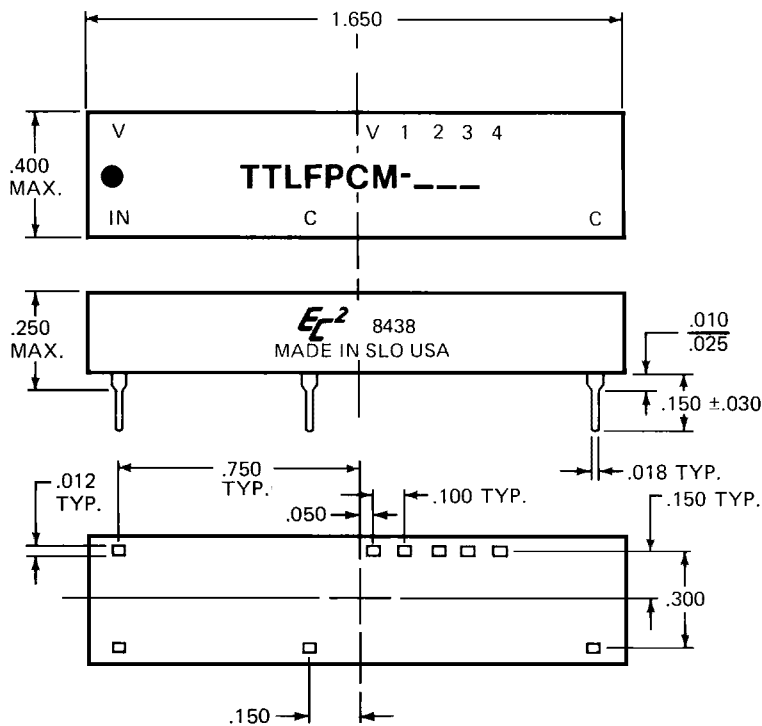 1.650
V V 1 2 3 4
.400
MAX.
TTLFPCM-___
IN C C
.250
MAX.
EC² 8438
MADE IN SLO USA
.010
.025
.150 ±.030
.012
TYP.
.750
TYP.
.018 TYP.
.100 TYP.
.150 TYP.
.050
.300
.150